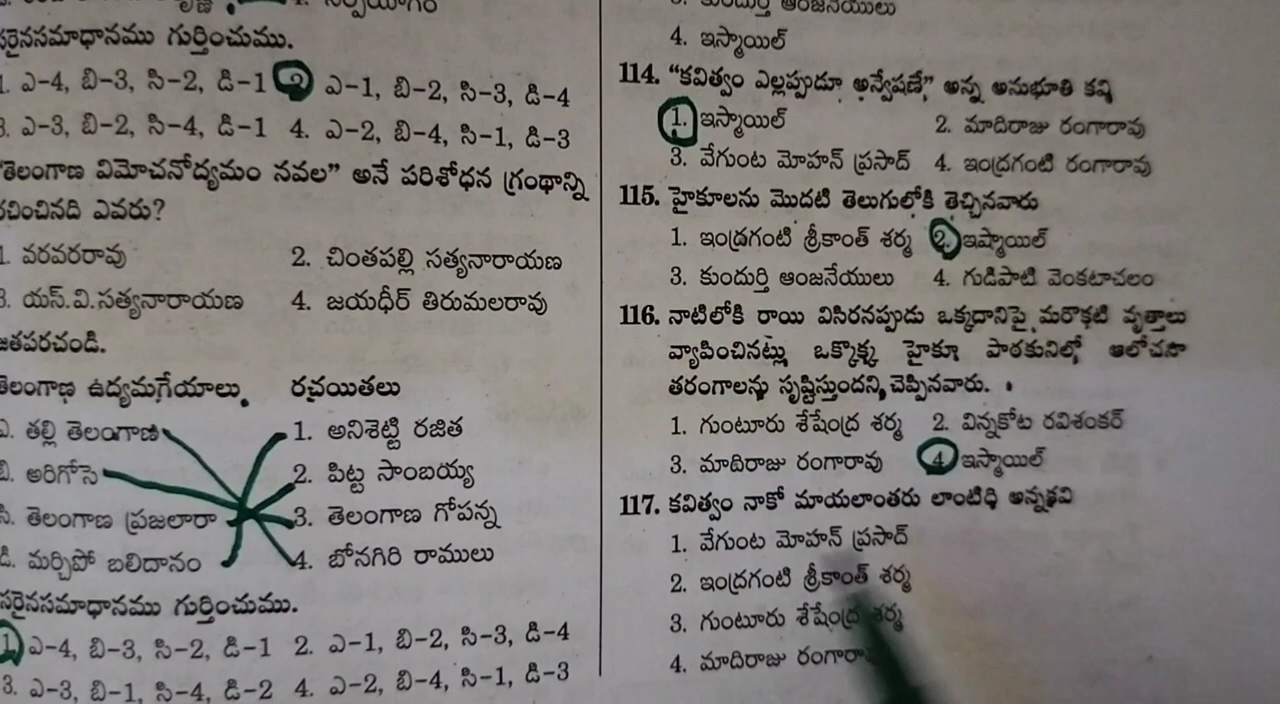 సరైనసమాధానము గుర్తించుము.
1. ఎ-4, బి-3, సి-2, డి-1 2 ఎ-1, బి-2, సి-3, డి-4
3. ఎ-3, బి-2, సి-4, డి-1 4. ఎ-2, బి-4, సి-1, డి-3
"తెలంగాణ విమోచనోద్యమం నవల" అనే పరిశోధన గ్రంథాన్ని
రచించినది ఎవరు?
1. వరవరరావు 2. చింతపల్లి సత్యనారాయణ
3. యస్.వి.సత్యనారాయణ 4. జయధీర్ తిరుమలరావు
జతపరచండి.
తెలంగాణ ఉద్యమగేయాలు రచయితలు
ఎ. తల్లి తెలంగాణ 1. అనిశెట్టి రజిత
బి. అరిగోసె 2. పిట్ట సాంబయ్య
సి. తెలంగాణ ప్రజలారా 3. తెలంగాణ గోపన్న
డి. మర్చిపో బలిదానం 4. బోనగిరి రాములు
సరైనసమాధానము గుర్తించుము.
1 ఎ-4, బి-3, సి-2, డి-1 2. ఎ-1, బి-2, సి-3, డి-4
3. ఎ-3, బి-1, సి-4, డి-2 4. ఎ-2, బి-4, సి-1, డి-3
3. కుందుర్తి ఆంజనేయులు
4. ఇస్మాయిల్
114. "కవిత్వం ఎల్లప్పుడూ అన్వేషణే" అన్న అనుభూతి కవి
1. ఇస్మాయిల్ 2. మాదిరాజు రంగారావు
3. వేగుంట మోహన్ ప్రసాద్ 4. ఇంద్రగంటి రంగారావు
115. హైకూలను మొదటి తెలుగులోకి తెచ్చినవారు
1. ఇంద్రగంటి శ్రీకాంత్ శర్మ 2. ఇష్మాయిల్
3. కుందుర్తి ఆంజనేయులు 4. గుడిపాటి వెంకటాచలం
116. నాటిలోకి రాయి విసిరనప్పుడు ఒక్కదానిపై మరొకటి వృత్తాలు
వ్యాపించినట్లు ఒక్కొక్క హైకూ పాఠకునిల్లో ఆలోచనా
తరంగాలను సృష్టిస్తుందని చెప్పినవారు.
1. గుంటూరు శేషేంద్ర శర్మ 2. విన్నకోట రవిశంకర్
3. మాదిరాజు రంగారావు 4 ఇస్మాయిల్
117. కవిత్వం నాకో మాయలాంతరు లాంటిది అన్నకవి
1. వేగుంట మోహన్ ప్రసాద్
2. ఇంద్రగంటి శ్రీకాంత్ శర్మ
3. గుంటూరు శేషేంద్ర శర్మ
4. మాదిరాజు